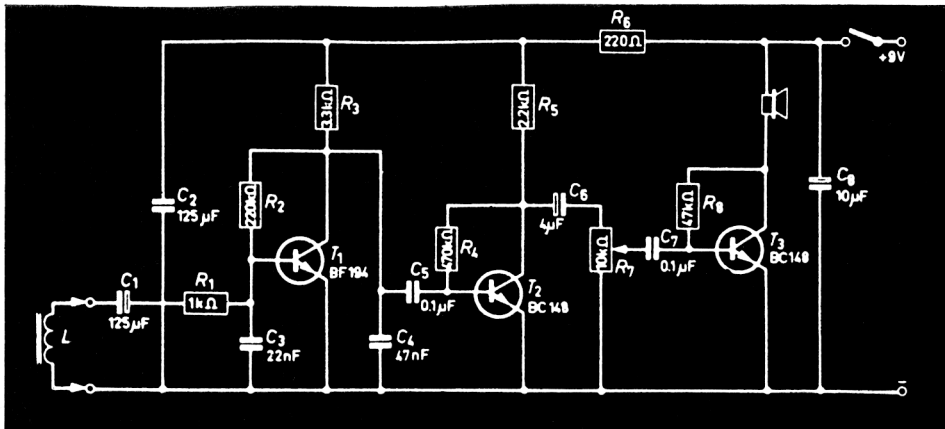 R6
220Ω
+9V
3.3kΩ
R3
2.2kΩ
R5
C2
125µF
220kΩ
R2
T1
BF194
C1
125µF
R1
1kΩ
C3
22nF
L
C4
47nF
C5
0.1µF
470kΩ
R4
T2
BC148
C6
4µF
10kΩ
R7
C7
0.1µF
47kΩ
R8
T3
BC148
C8
10µF
-